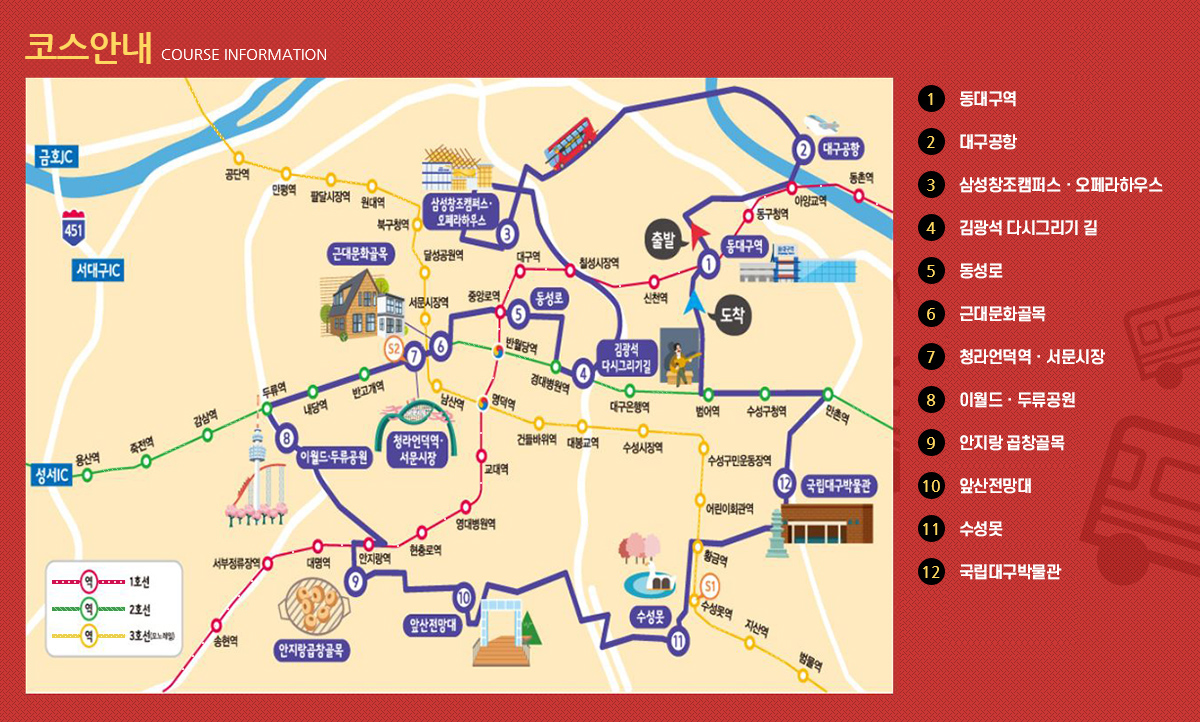 코스안내 COURSE INFORMATION
금호JC
451
서대구IC
성서IC
공단역
만평역
팔달시장역
원대역
북구청역
달성공원역
서문시장역
삼성창조캠퍼스·
오페라하우스
3
2
대구공항
동촌역
아양교역
동구청역
출발
동대구역
1
도착
신천역
칠성시장역
대구역
중앙로역
동성로
5
근대문화골목
6
7
S2
반월당역
경대병원역
4
김광석
다시그리기길
대구은행역
범어역
수성구청역
만촌역
두류역
내당역
반고개역
감삼역
죽전역
용산역
8
이월드·두류공원
청라언덕역·
서문시장
남산역
명덕역
건들바위역
대봉교역
수성시장역
수성구민운동장역
어린이회관역
황금역
S1
수성못역
지산역
범물역
12
국립대구박물관
교대역
영대병원역
현충로역
안지랑역
대명역
서부정류장역
송현역
9
안지랑곱창골목
10
앞산전망대
수성못
11
역 1호선
역 2호선
역 3호선(모노레일)
1 동대구역
2 대구공항
3 삼성창조캠퍼스 · 오페라하우스
4 김광석 다시그리기 길
5 동성로
6 근대문화골목
7 청라언덕역 · 서문시장
8 이월드 · 두류공원
9 안지랑 곱창골목
10 앞산전망대
11 수성못
12 국립대구박물관